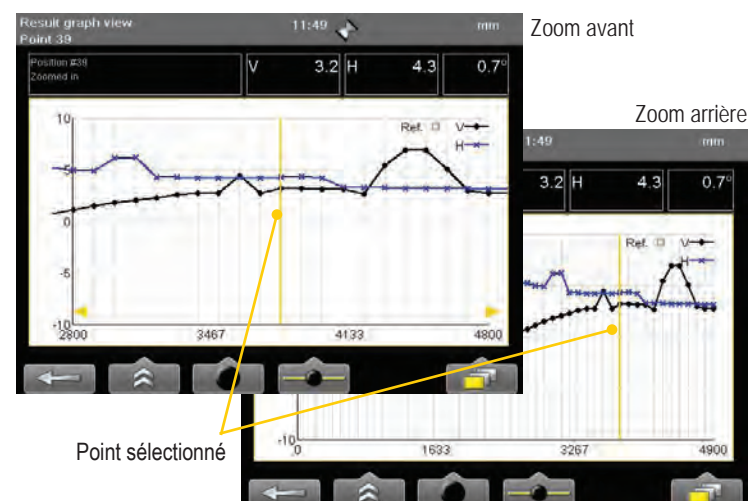 Result graph view 11:49 mm
Point 39
Zoom avant
Position #39
Zoomed in
V 3.2 H 4.3 0.7°
Zoom arrière
10
Ref. V
H
5
0
-5
-10
2800 3467 4133 4800
1:49 mm
3.2 H 4.3 0.7°
Ref. V
H
Point sélectionné
-10
0 1633 3267 4900